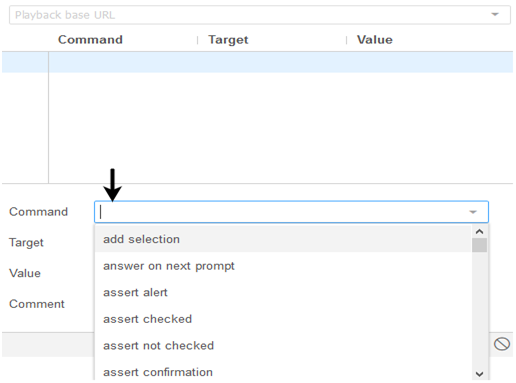 Playback base URL
Command Target Value
Command
add selection
Target
answer on next prompt
Value
assert alert
Comment
assert checked
assert not checked
assert confirmation